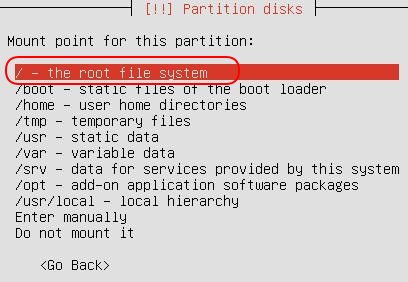 [!!] Partition disks
Mount point for this partition:
/ – the root file system
/boot – static files of the boot loader
/home – user home directories
/tmp – temporary files
/usr – static data
/var – variable data
/srv – data for services provided by this system
/opt – add-on application software packages
/usr/local – local hierarchy
Enter manually
Do not mount it
<Go Back>